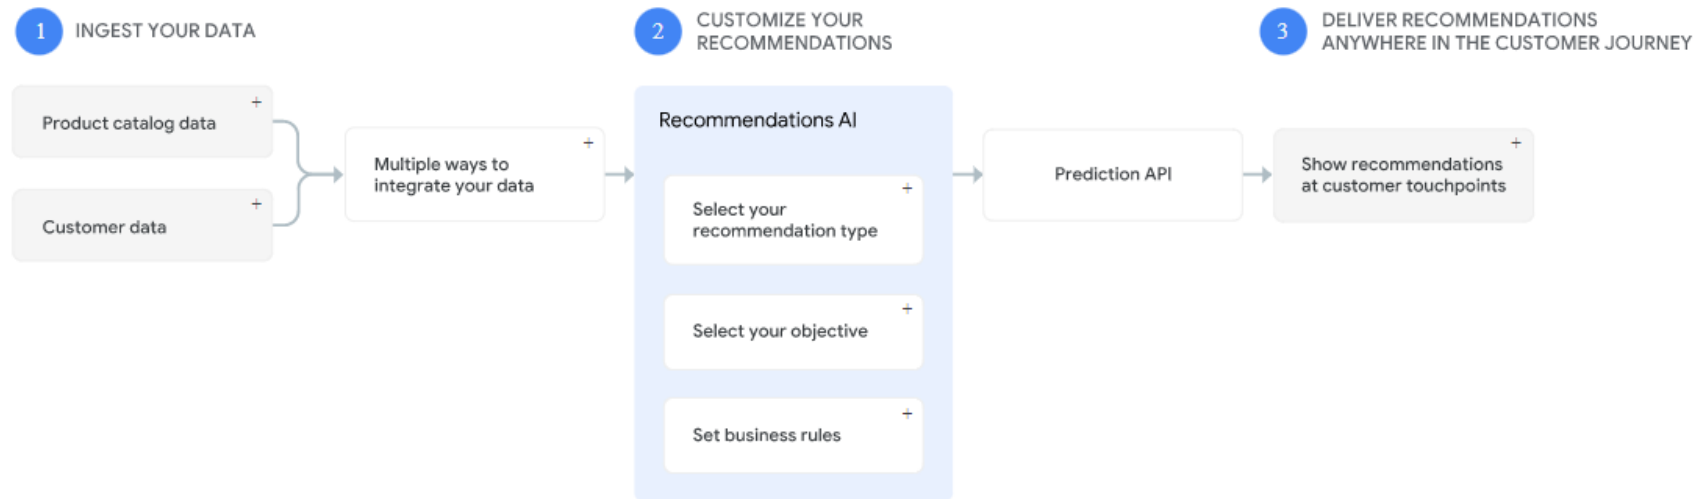 1 INGEST YOUR DATA
2 CUSTOMIZE YOUR
RECOMMENDATIONS
3 DELIVER RECOMMENDATIONS
ANYWHERE IN THE CUSTOMER JOURNEY
Product catalog data +
Customer data +
Multiple ways to +
integrate your data
Recommendations AI
Select your +
recommendation type
Select your objective +
Set business rules +
Prediction API
Show recommendations +
at customer touchpoints